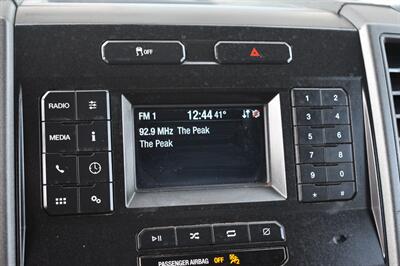 OFF
FM 1 12:44 41°
92.9 MHz The Peak
The Peak
RADIO
MEDIA
i
1 2
3 4
5 6
7 8
9 0
* #
PASSENGER AIRBAG OFF